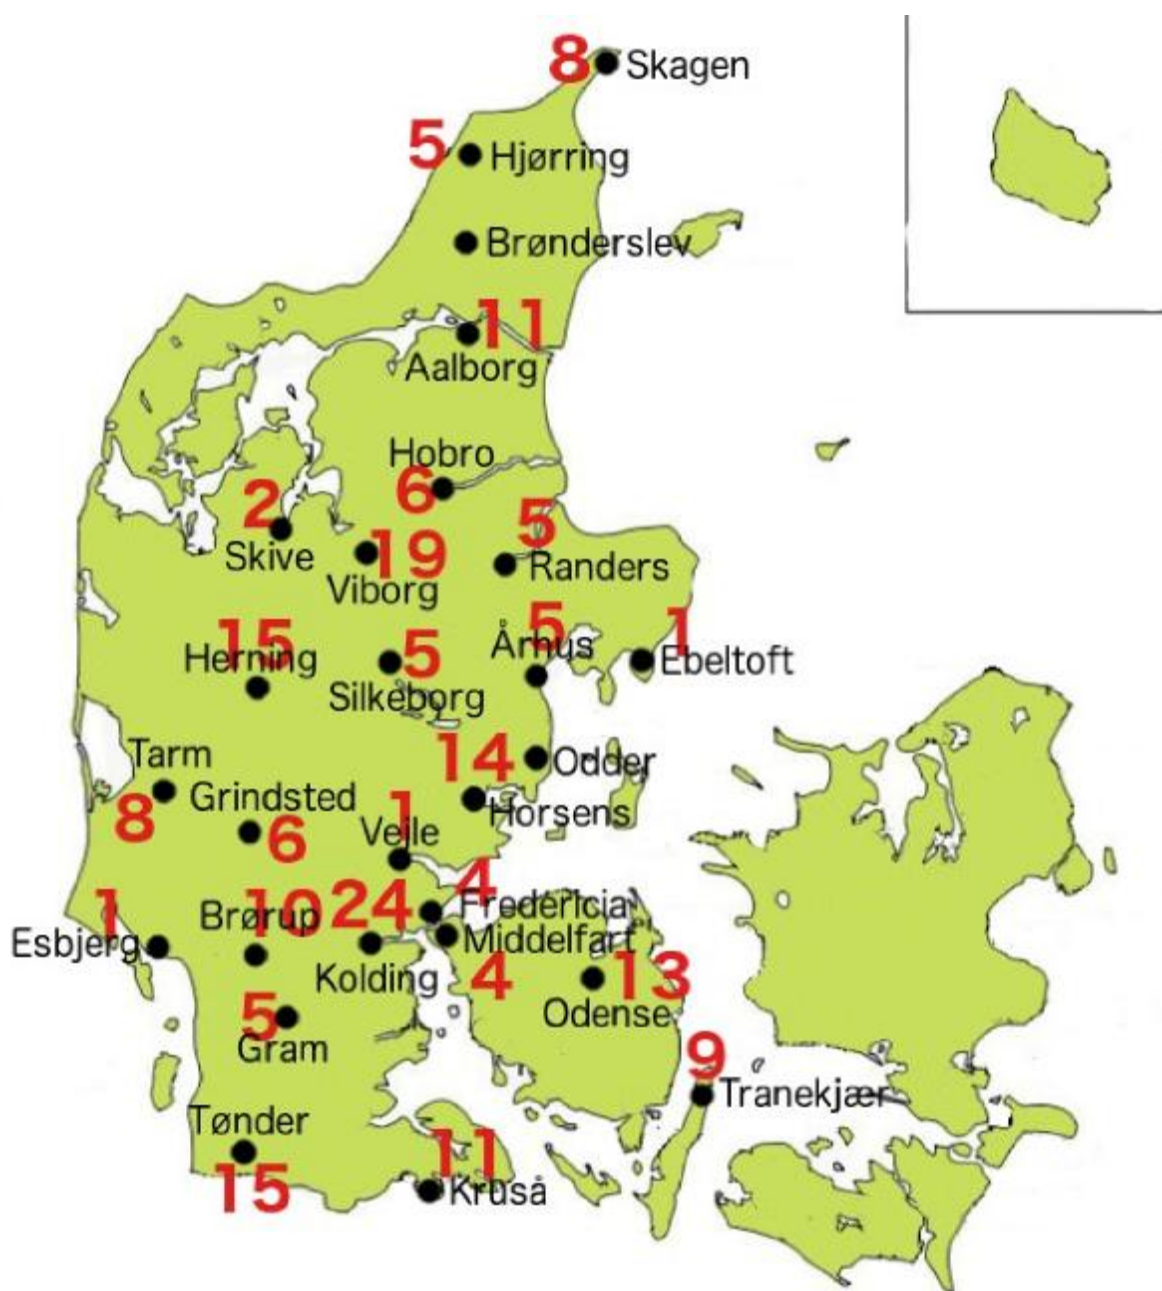 8 Skagen
5 Hjørring
Brønderslev
11
Aalborg
Hobro
6
2
Skive
5
19
Viborg
Randers
15
Herning
5
Århus
1
Ebeltoft
5
Silkeborg
Tarm
8
14
Odder
Grindsted
6
Horsens
1
Vejle
4
Fredericia
1
Esbjerg
10
Brørup
24
Kolding
Middelfart
4
13
Odense
5
Gram
9
Tranekjær
Tønder
15
11
Kruså